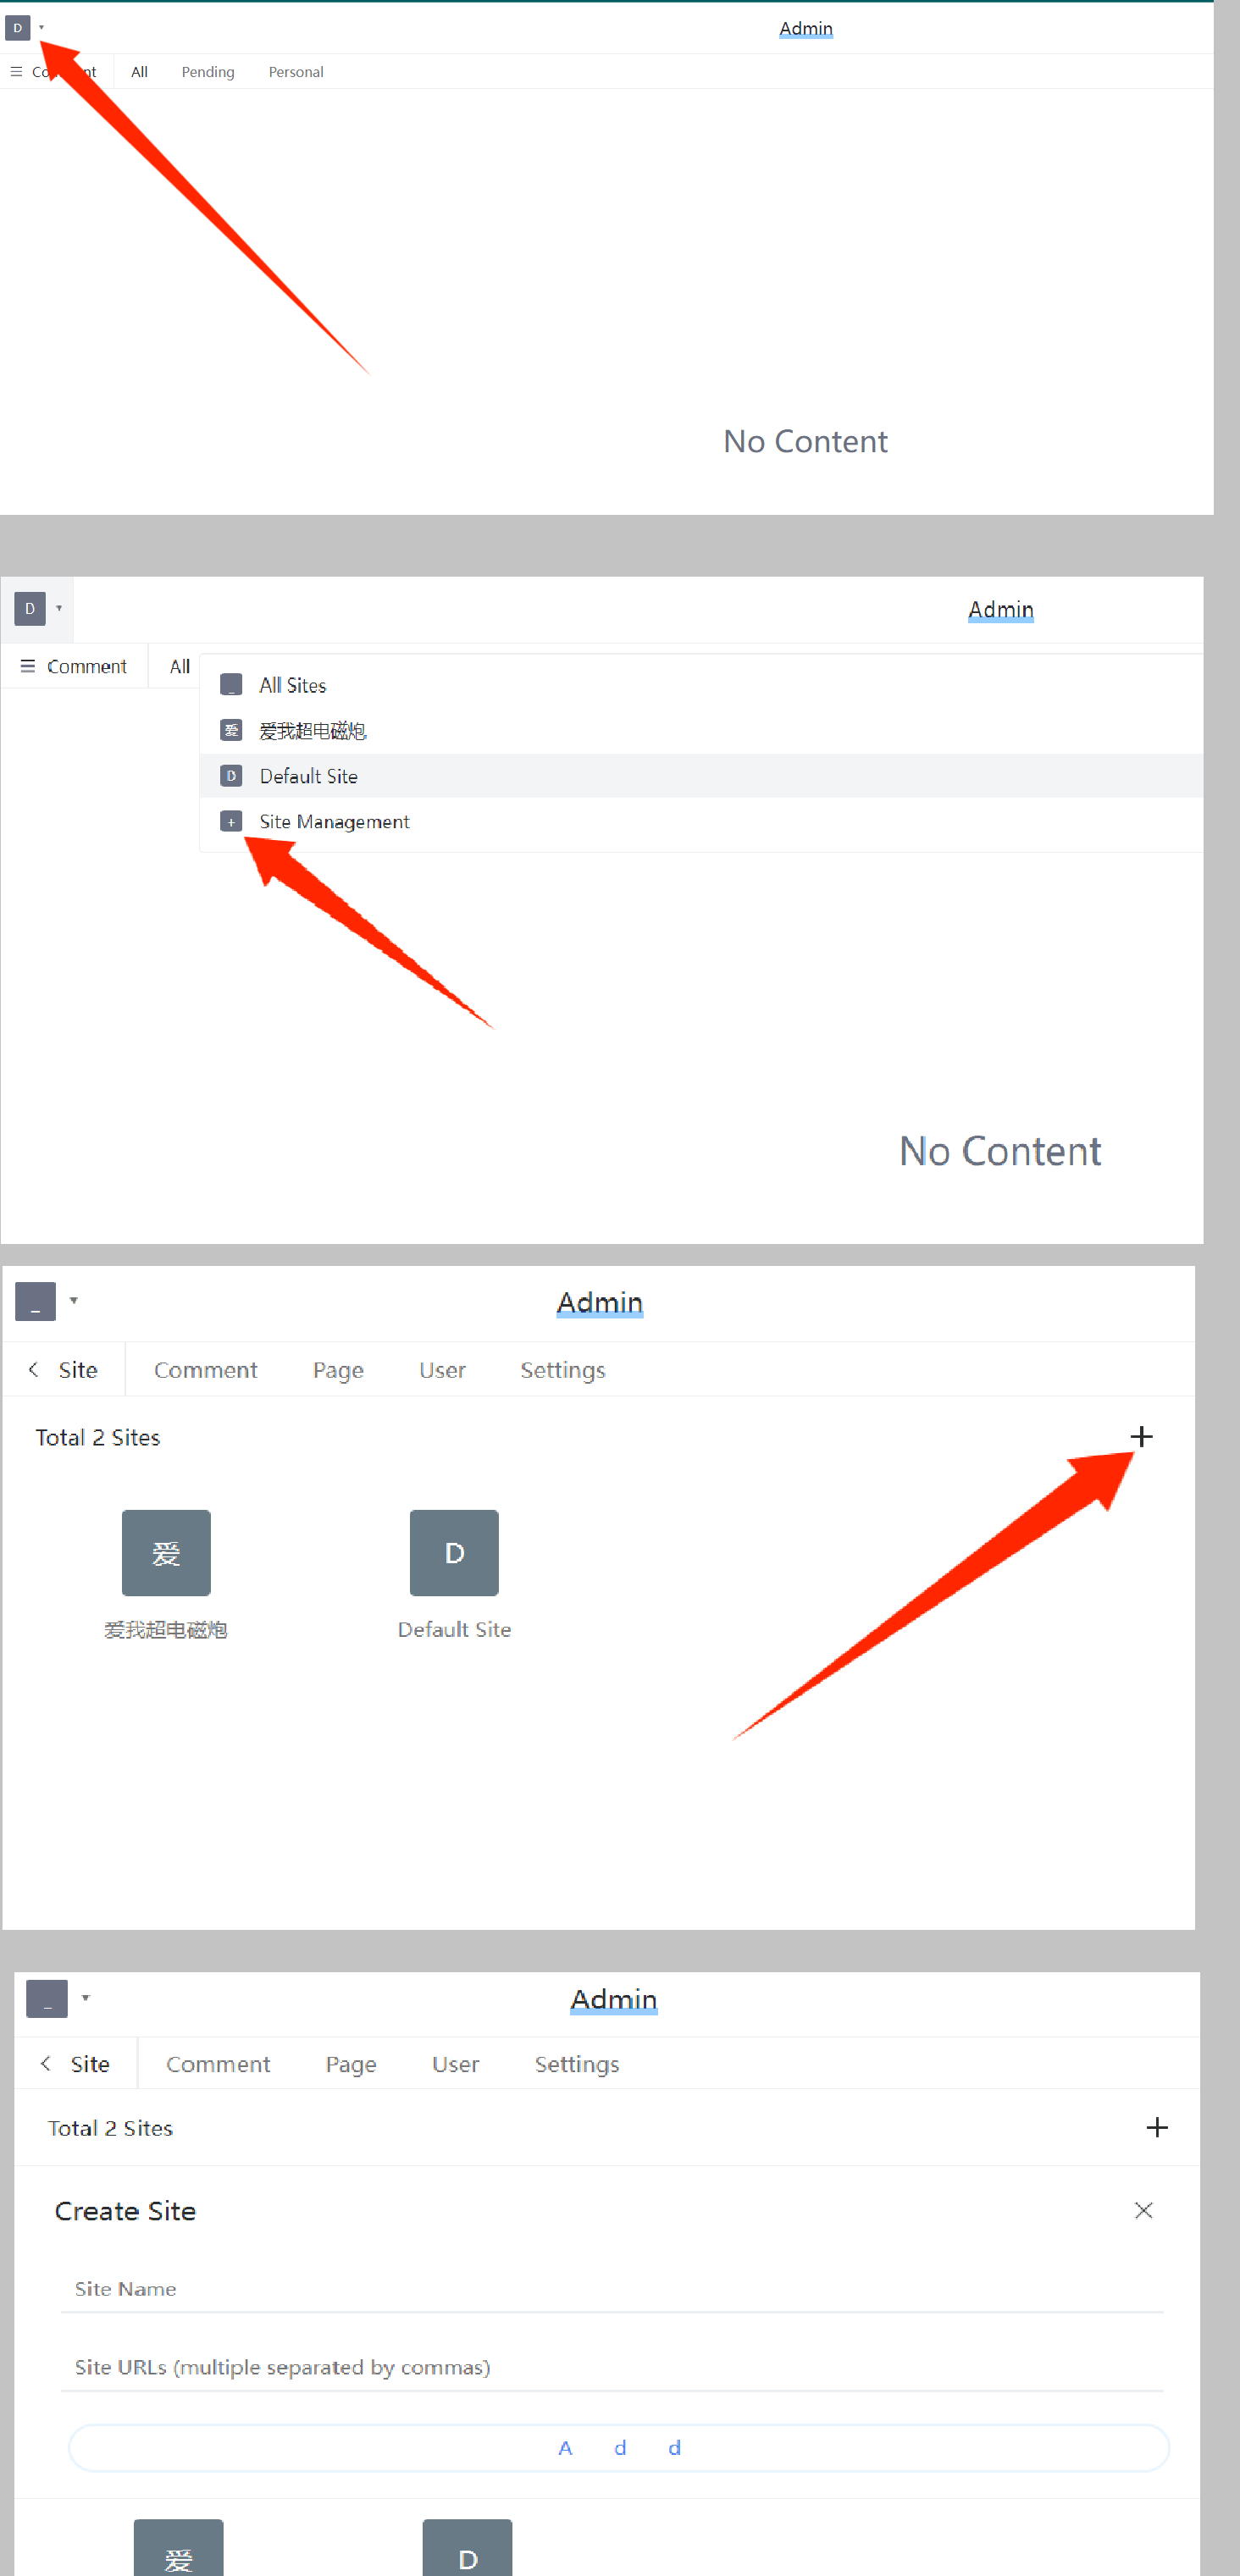 D Admin
Comment All Pending Personal
No Content
D Admin
Comment All
_ All Sites
爱 爱我超电磁炮
D Default Site
+ Site Management
No Content
_ Admin
Site Comment Page User Settings
Total 2 Sites +
爱 D
爱我超电磁炮 Default Site
_ Admin
Site Comment Page User Settings
Total 2 Sites +
Create Site
Site Name
Site URLs (multiple separated by commas)
A d d
爱 D